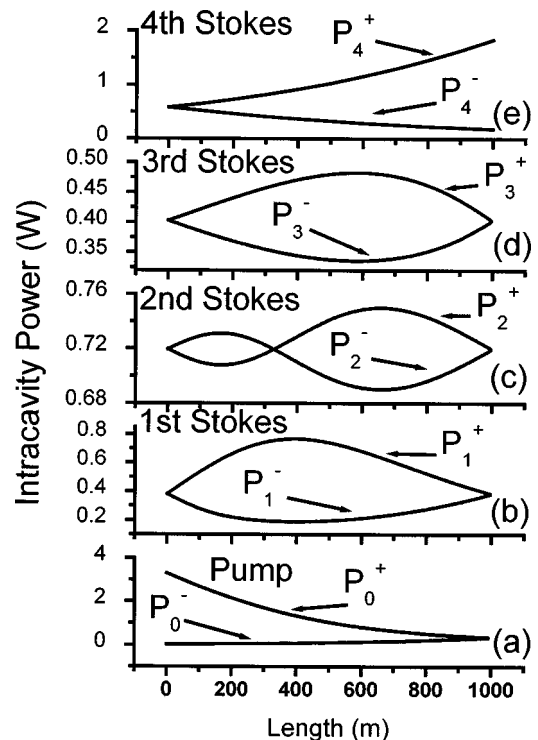 4th Stokes
P4+
P4-
2
1
0
(e)
3rd Stokes
P3+
P3-
0.50
0.45
0.40
0.35
(d)
2nd Stokes
P2+
P2-
0.76
0.72
0.68
(c)
1st Stokes
P1+
P1-
0.8
0.6
0.4
0.2
(b)
Pump
P0+
P0-
4
2
0
(a)
Intracavity Power (W)
0 200 400 600 800 1000
Length (m)